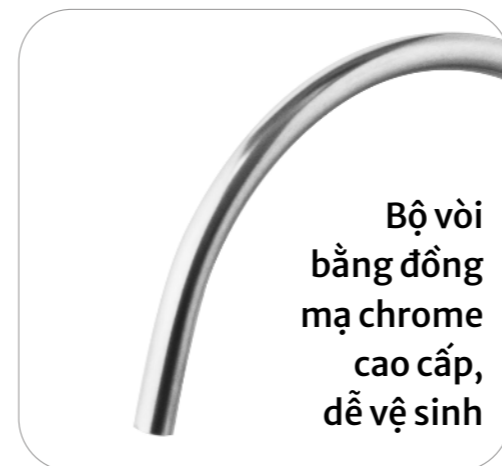 Bộ vòi
bằng đồng
mạ chrome
cao cấp,
dễ vệ sinh